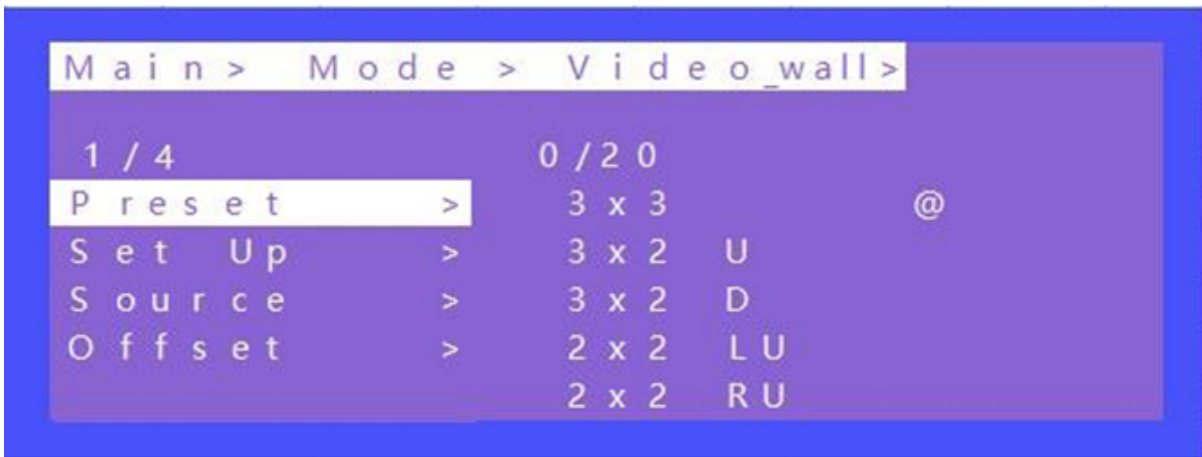 Main> Mode > Video_wall>
1/4 0/20
Preset > 3x3 @
Set Up > 3x2 U
Source > 3x2 D
Offset > 2x2 LU
2x2 RU